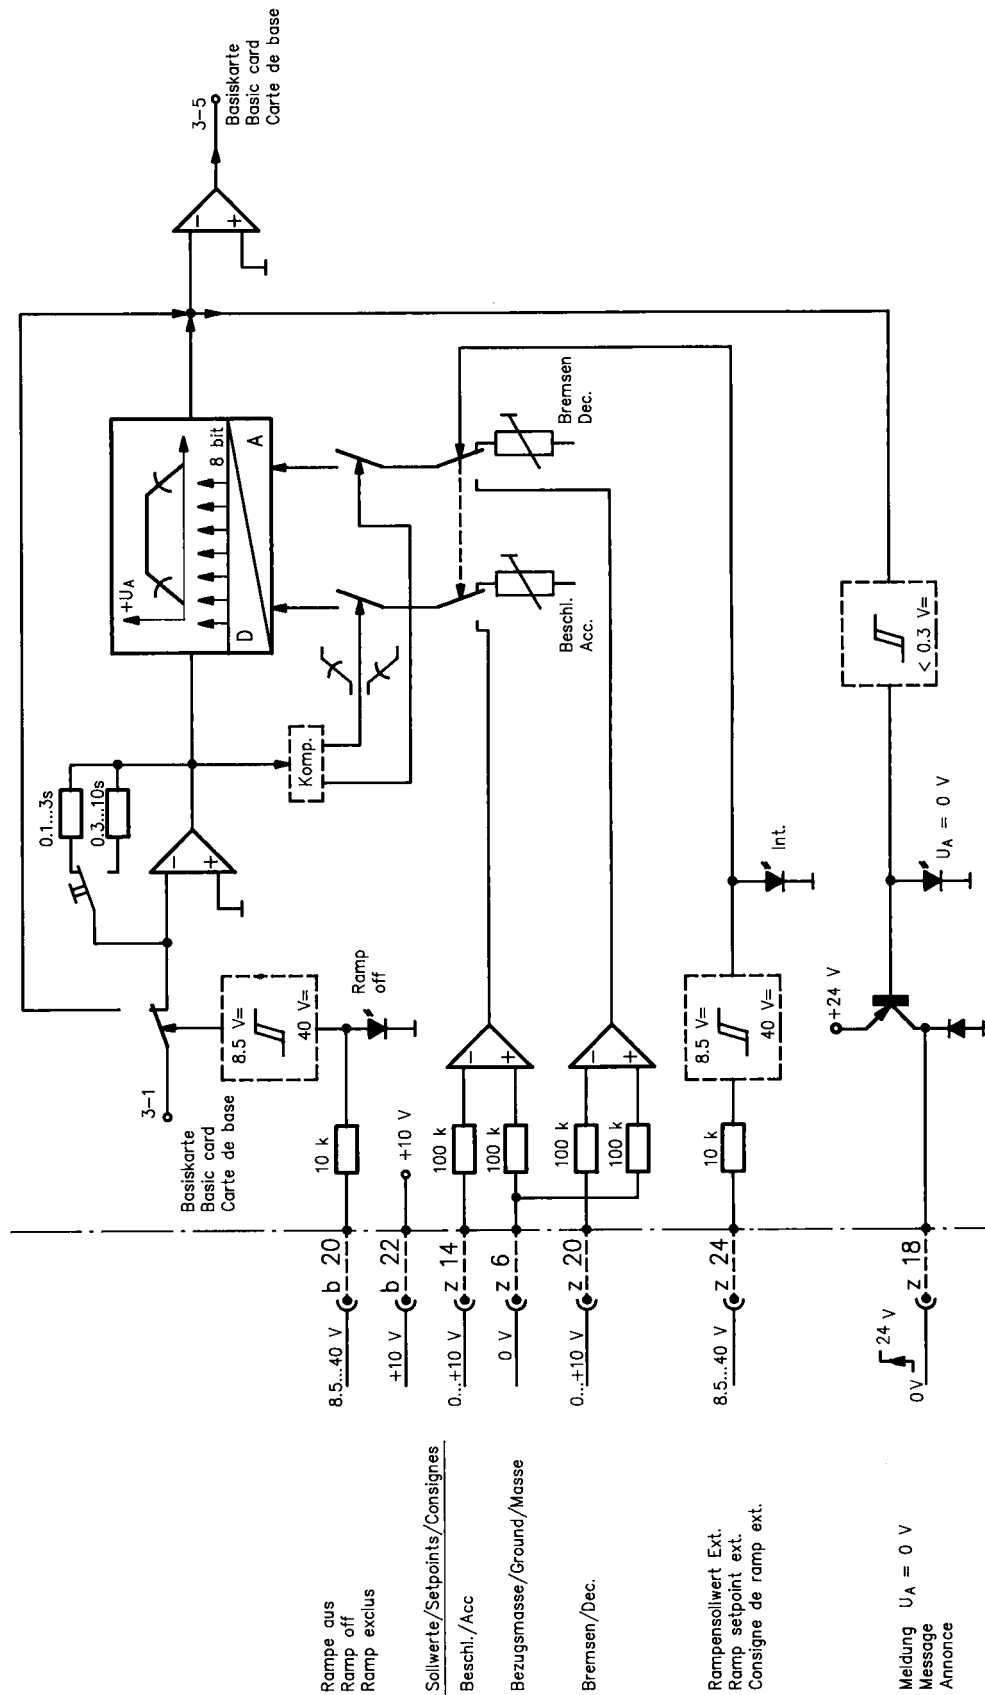 Rampe aus
Ramp off
Ramp exclus
8.5...40 V
b 20
10 k
8.5 V=
40 V=
Ramp
off
Basiskarte
Basic card
Carte de base
3-1
0.1...3s
0.3...10s
−
+
+UA
8 bit
D
A
−
+
3-5
Basiskarte
Basic card
Carte de base
+10 V
b 22
+10 V
Komp.
Sollwerte/Setpoints/Consignes
Beschl./Acc
0...+10 V
z 14
100 k
−
+
Beschl.
Acc.
Bezugsmasse/Ground/Masse
0 V
z 6
100 k
Bremsen/Dec.
0...+10 V
z 20
100 k
100 k
−
+
Bremsen
Dec.
Rampensollwert Ext.
Ramp setpoint ext.
Consigne de ramp ext.
8.5...40 V
z 24
10 k
8.5 V=
40 V=
Int.
Meldung UA = 0 V
Message
Annonce
0V
24 V
z 18
+24 V
UA = 0 V
< 0.3 V=